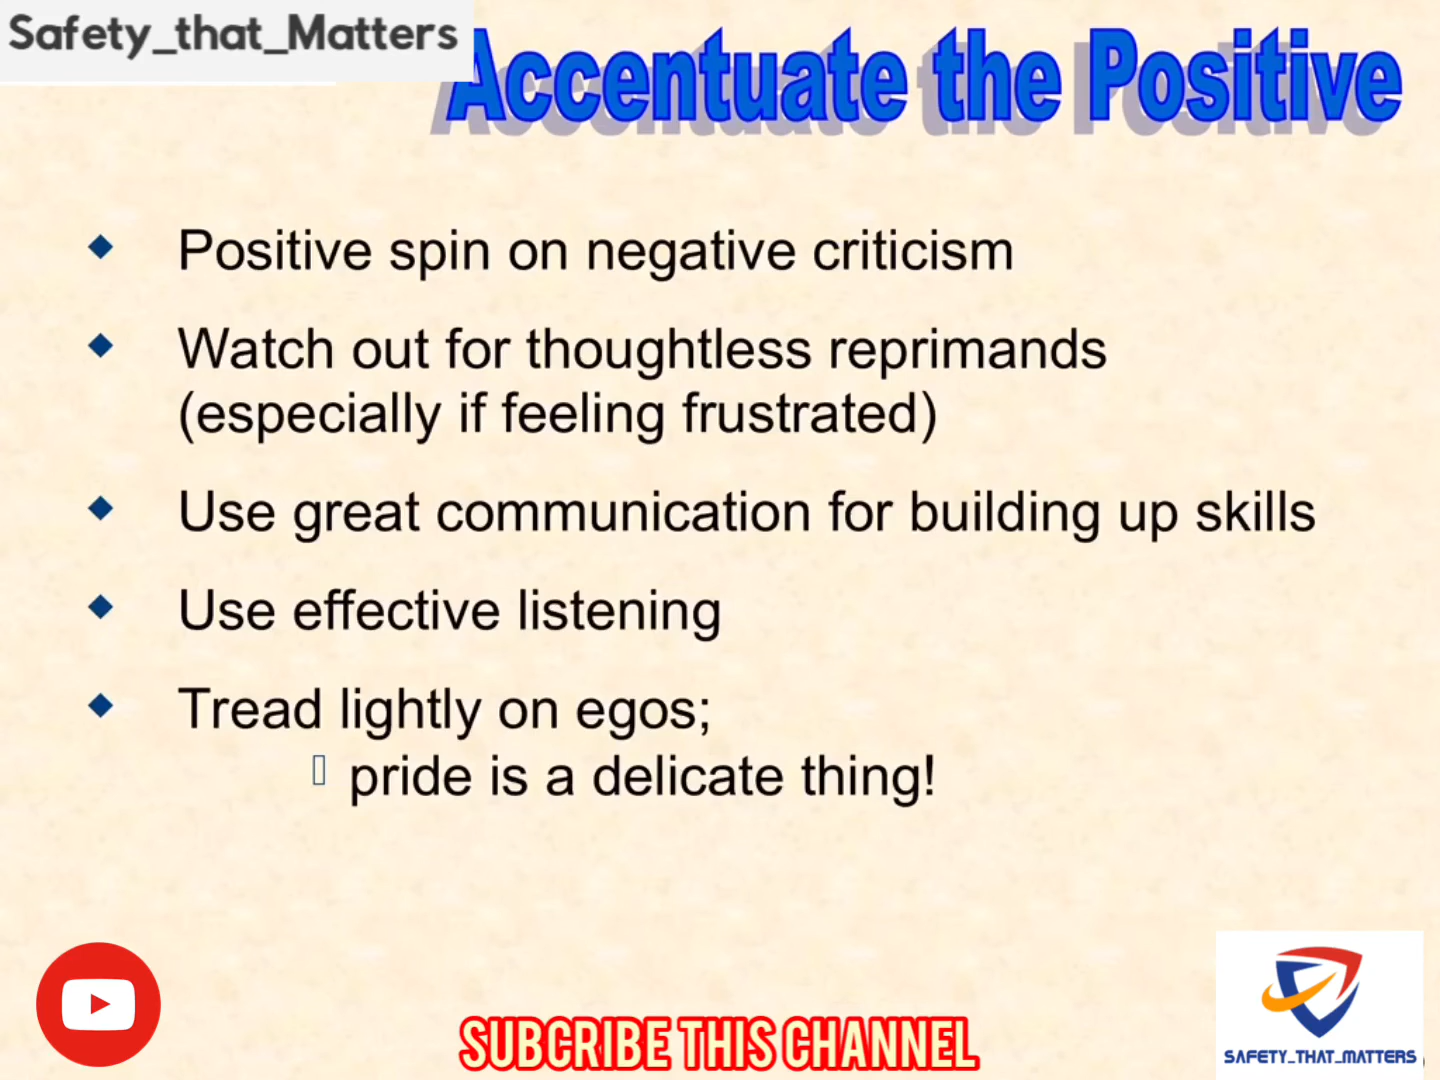 Safety_that_Matters
Accentuate the Positive
Positive spin on negative criticism
Watch out for thoughtless reprimands
(especially if feeling frustrated)
Use great communication for building up skills
Use effective listening
Tread lightly on egos;
pride is a delicate thing!
SUBCRIBE THIS CHANNEL
SAFETY_THAT_MATTERS